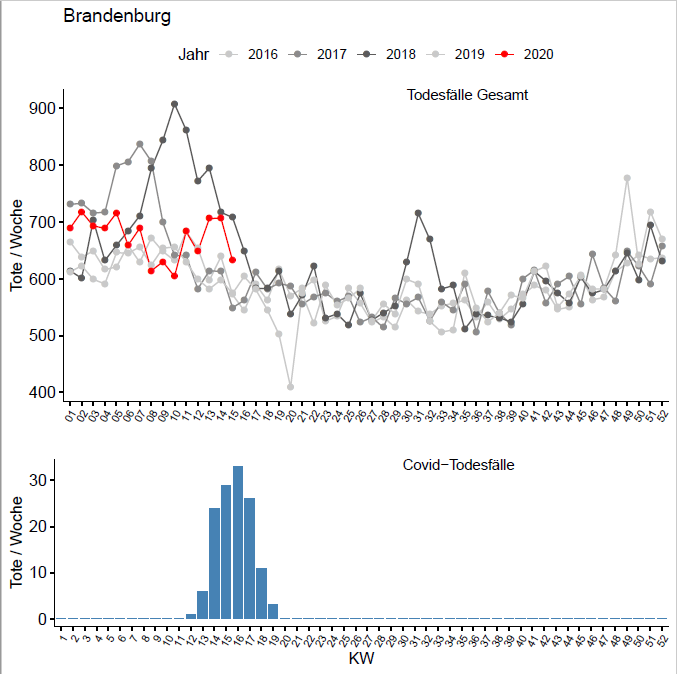 Brandenburg
Jahr 2016 2017 2018 2019 2020
Todesfälle Gesamt
Tote / Woche
900
800
700
600
500
400
01 02 03 04 05 06 07 08 09 10 11 12 13 14 15 16 17 18 19 20 21 22 23 24 25 26 27 28 29 30 31 32 33 34 35 36 37 38 39 40 41 42 43 44 45 46 47 48 49 50 51 52
Covid−Todesfälle
Tote / Woche
30
20
10
0
1 2 3 4 5 6 7 8 9 10 11 12 13 14 15 16 17 18 19 20 21 22 23 24 25 26 27 28 29 30 31 32 33 34 35 36 37 38 39 40 41 42 43 44 45 46 47 48 49 50 51 52
KW